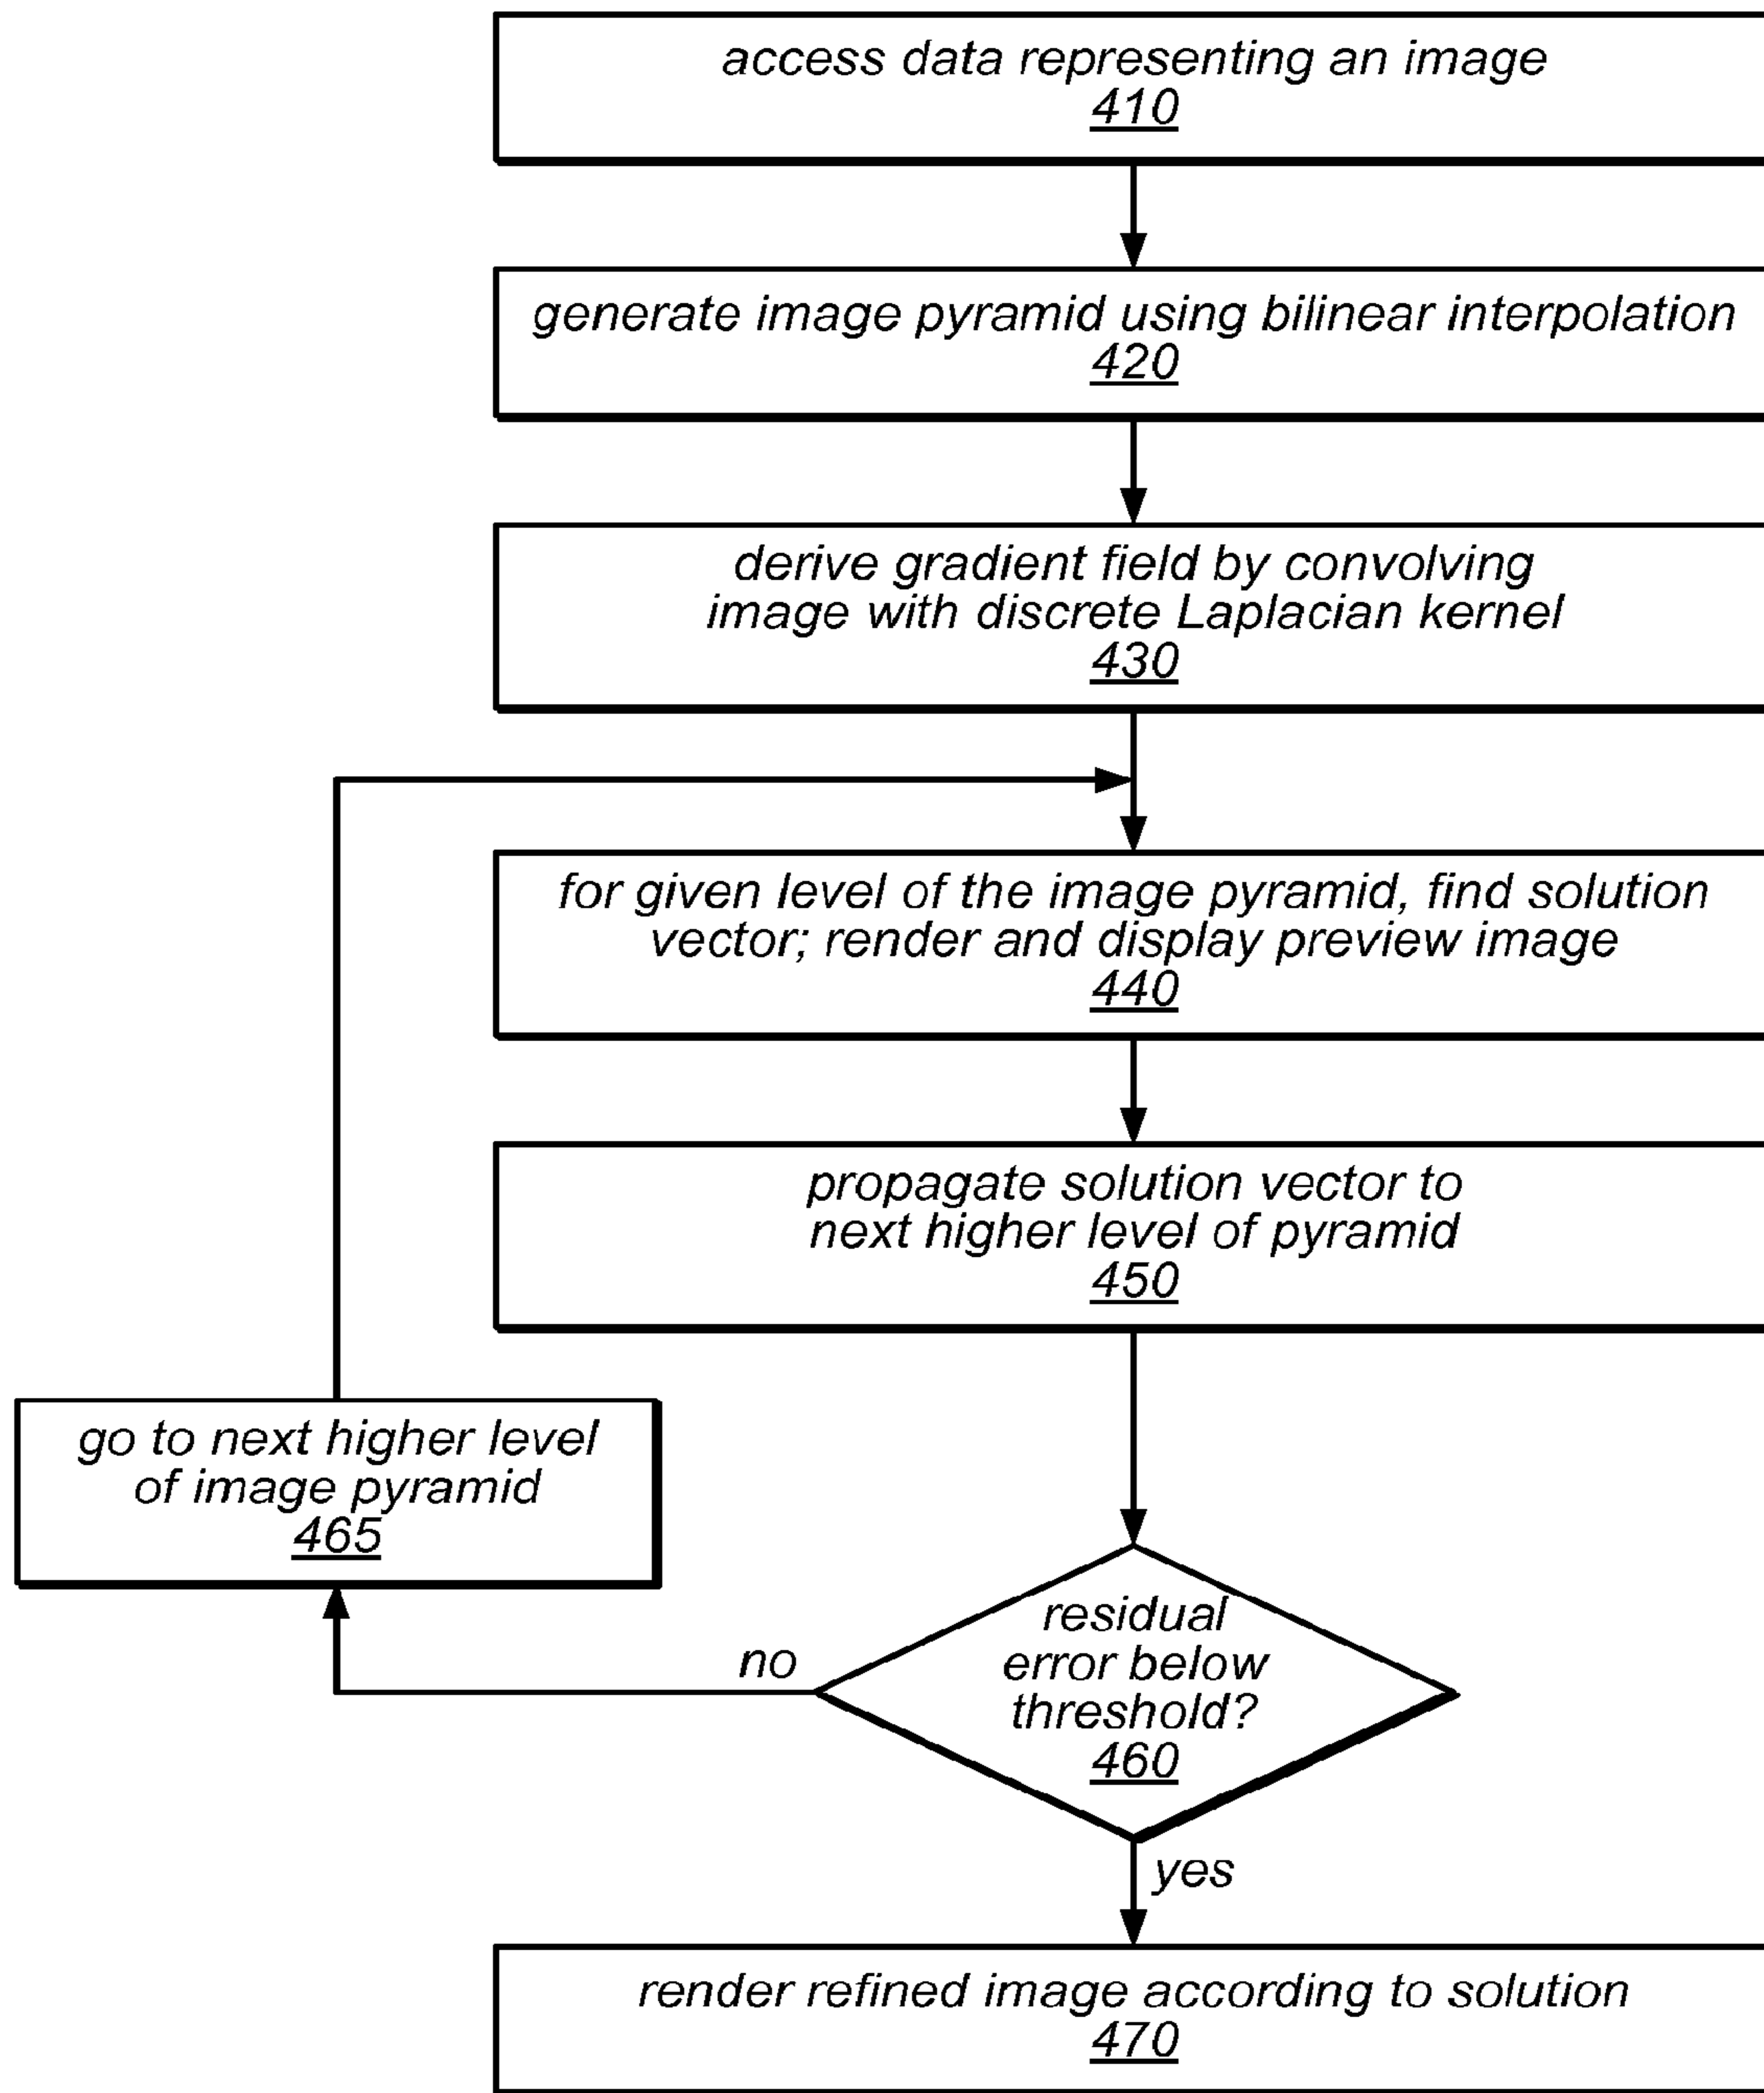 access data representing an image
410
generate image pyramid using bilinear interpolation
420
derive gradient field by convolving
image with discrete Laplacian kernel
430
for given level of the image pyramid, find solution
vector; render and display preview image
440
propagate solution vector to
next higher level of pyramid
450
go to next higher level
of image pyramid
465
residual
error below
threshold?
460
no
yes
render refined image according to solution
470